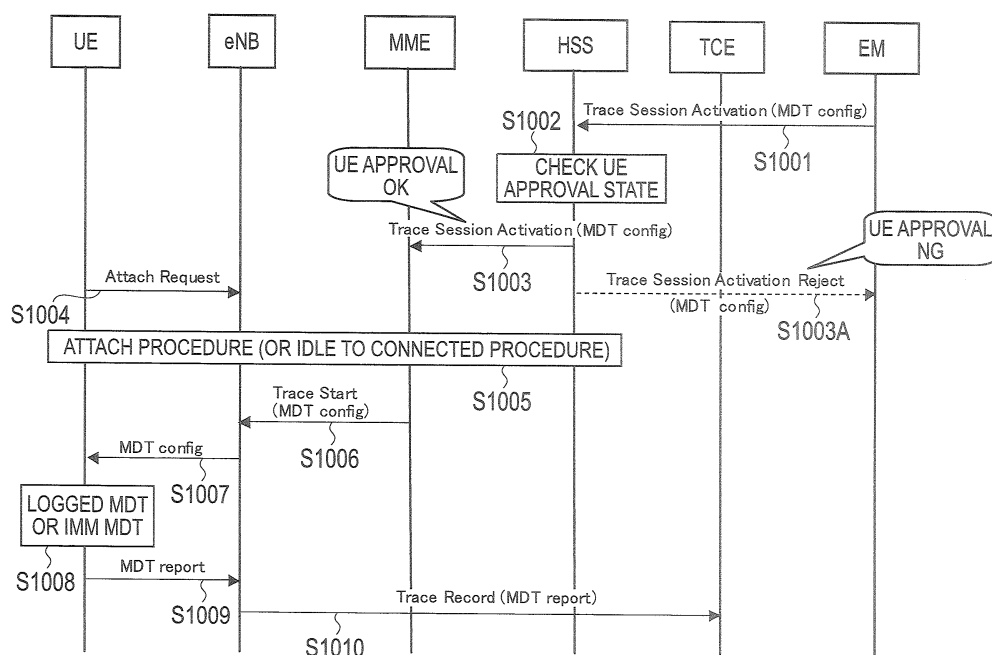 UE
eNB
MME
HSS
TCE
EM
Trace Session Activation (MDT config)
S1001
S1002
CHECK UE
APPROVAL STATE
UE APPROVAL
OK
Trace Session Activation (MDT config)
S1003
UE APPROVAL
NG
Trace Session Activation Reject
(MDT config)
S1003A
Attach Request
S1004
ATTACH PROCEDURE (OR IDLE TO CONNECTED PROCEDURE)
S1005
Trace Start
(MDT config)
S1006
MDT config
S1007
LOGGED MDT
OR IMM MDT
S1008
MDT report
S1009
Trace Record (MDT report)
S1010